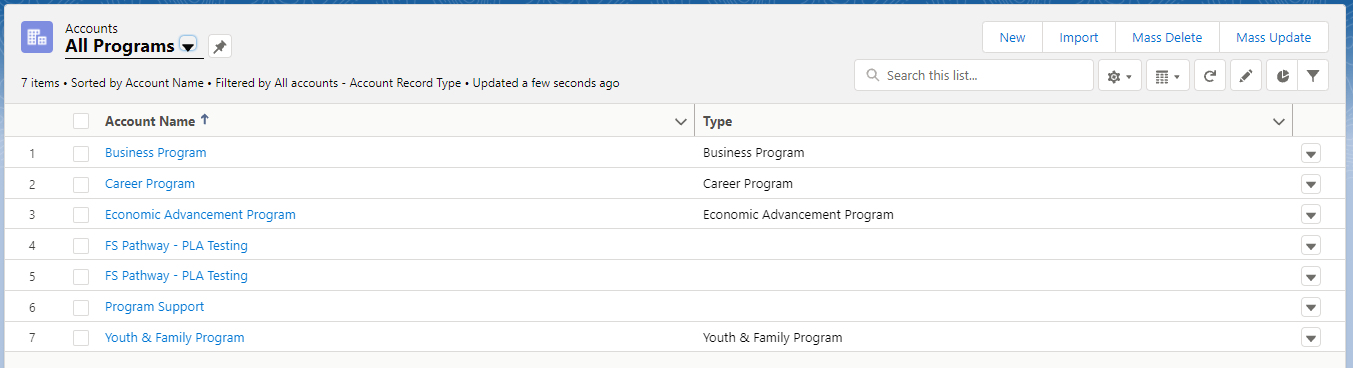 Accounts
All Programs
New Import Mass Delete Mass Update
7 items • Sorted by Account Name • Filtered by All accounts - Account Record Type • Updated a few seconds ago
Search this list...
Account Name Type
1 Business Program Business Program
2 Career Program Career Program
3 Economic Advancement Program Economic Advancement Program
4 FS Pathway - PLA Testing
5 FS Pathway - PLA Testing
6 Program Support
7 Youth & Family Program Youth & Family Program